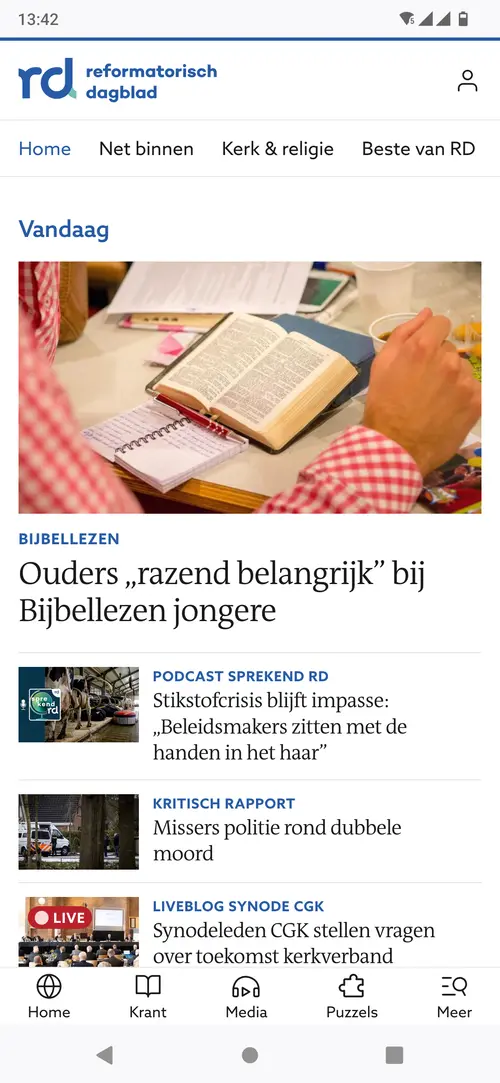 13:42
rd reformatorisch
dagblad
Home Net binnen Kerk & religie Beste van RD
Vandaag
BIJBELLEZEN
Ouders „razend belangrijk” bij
Bijbellezen jongere
spre
kend
rd
PODCAST SPREKEND RD
Stikstofcrisis blijft impasse:
„Beleidsmakers zitten met de
handen in het haar”
KRITISCH RAPPORT
Missers politie rond dubbele
moord
LIVE
LIVEBLOG SYNODE CGK
Synodeleden CGK stellen vragen
over toekomst kerkverband
Home Krant Media Puzzels Meer